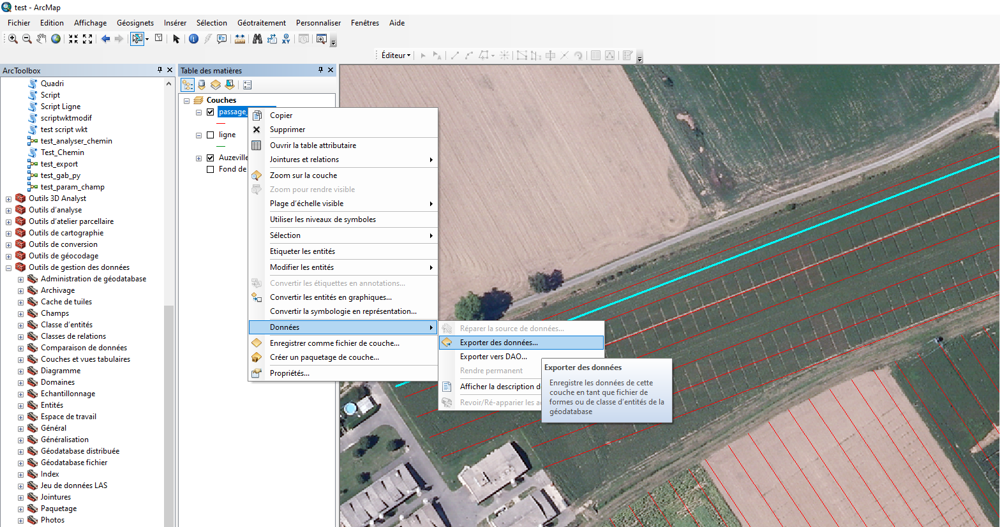 test - ArcMap
Fichier Edition Affichage Géosignets Insérer Sélection Géotraitement Personnaliser Fenêtres Aide
XY
Éditeur
ArcToolbox
Quadri
Script
Script Ligne
scriptwktmodif
test script wkt
test_analyser_chemin
Test_Chemin
test_export
test_gab_py
test_param_champ
Outils 3D Analyst
Outils d'analyse
Outils d'atelier parcellaire
Outils de cartographie
Outils de conversion
Outils de géocodage
Outils de gestion des données
Administration de géodatabase
Archivage
Cache de tuiles
Champs
Classe d'entités
Classes de relations
Comparaison de données
Couches et vues tabulaires
Diagramme
Domaines
Echantillonnage
Entités
Espace de travail
Général
Généralisation
Géodatabase distribuée
Géodatabase fichier
Index
Jeu de données LAS
Jointures
Paquetage
Photos
Table des matières
Couches
passage_
ligne
Auzeville
Fond de
Copier
Supprimer
Ouvrir la table attributaire
Jointures et relations
Zoom sur la couche
Zoom pour rendre visible
Plage d'échelle visible
Utiliser les niveaux de symboles
Sélection
Etiqueter les entités
Modifier les entités
Convertir les étiquettes en annotations...
Convertir les entités en graphiques...
Convertir la symbologie en représentation...
Données
Enregistrer comme fichier de couche...
Créer un paquetage de couche...
Propriétés...
Réparer la source de données...
Exporter des données...
Exporter vers DAO...
Rendre permanent
Afficher la description d
Revoir/Ré-apparier les a
Exporter des données
Enregistre les données de cette
couche en tant que fichier de
formes ou de classe d'entités de la
géodatabase